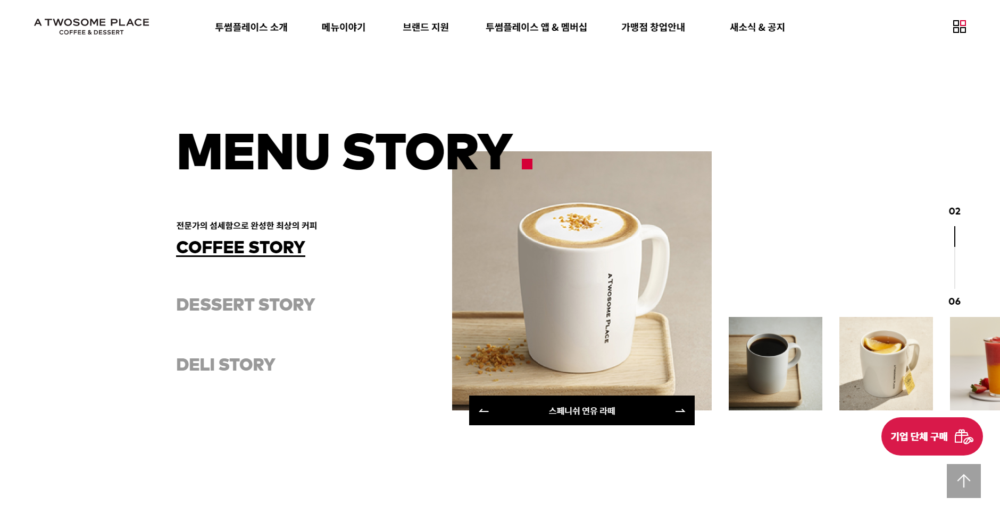 A TWOSOME PLACE
COFFEE & DESSERT
투썸플레이스 소개
메뉴이야기
브랜드 지원
투썸플레이스 앱 & 멤버십
가맹점 창업안내
새소식 & 공지
MENU STORY
전문가의 섬세함으로 완성한 최상의 커피
COFFEE STORY
DESSERT STORY
DELI STORY
A TWOSOME PLACE
스페니쉬 연유 라떼
02
06
A TWOSOME PLACE
기업 단체 구매